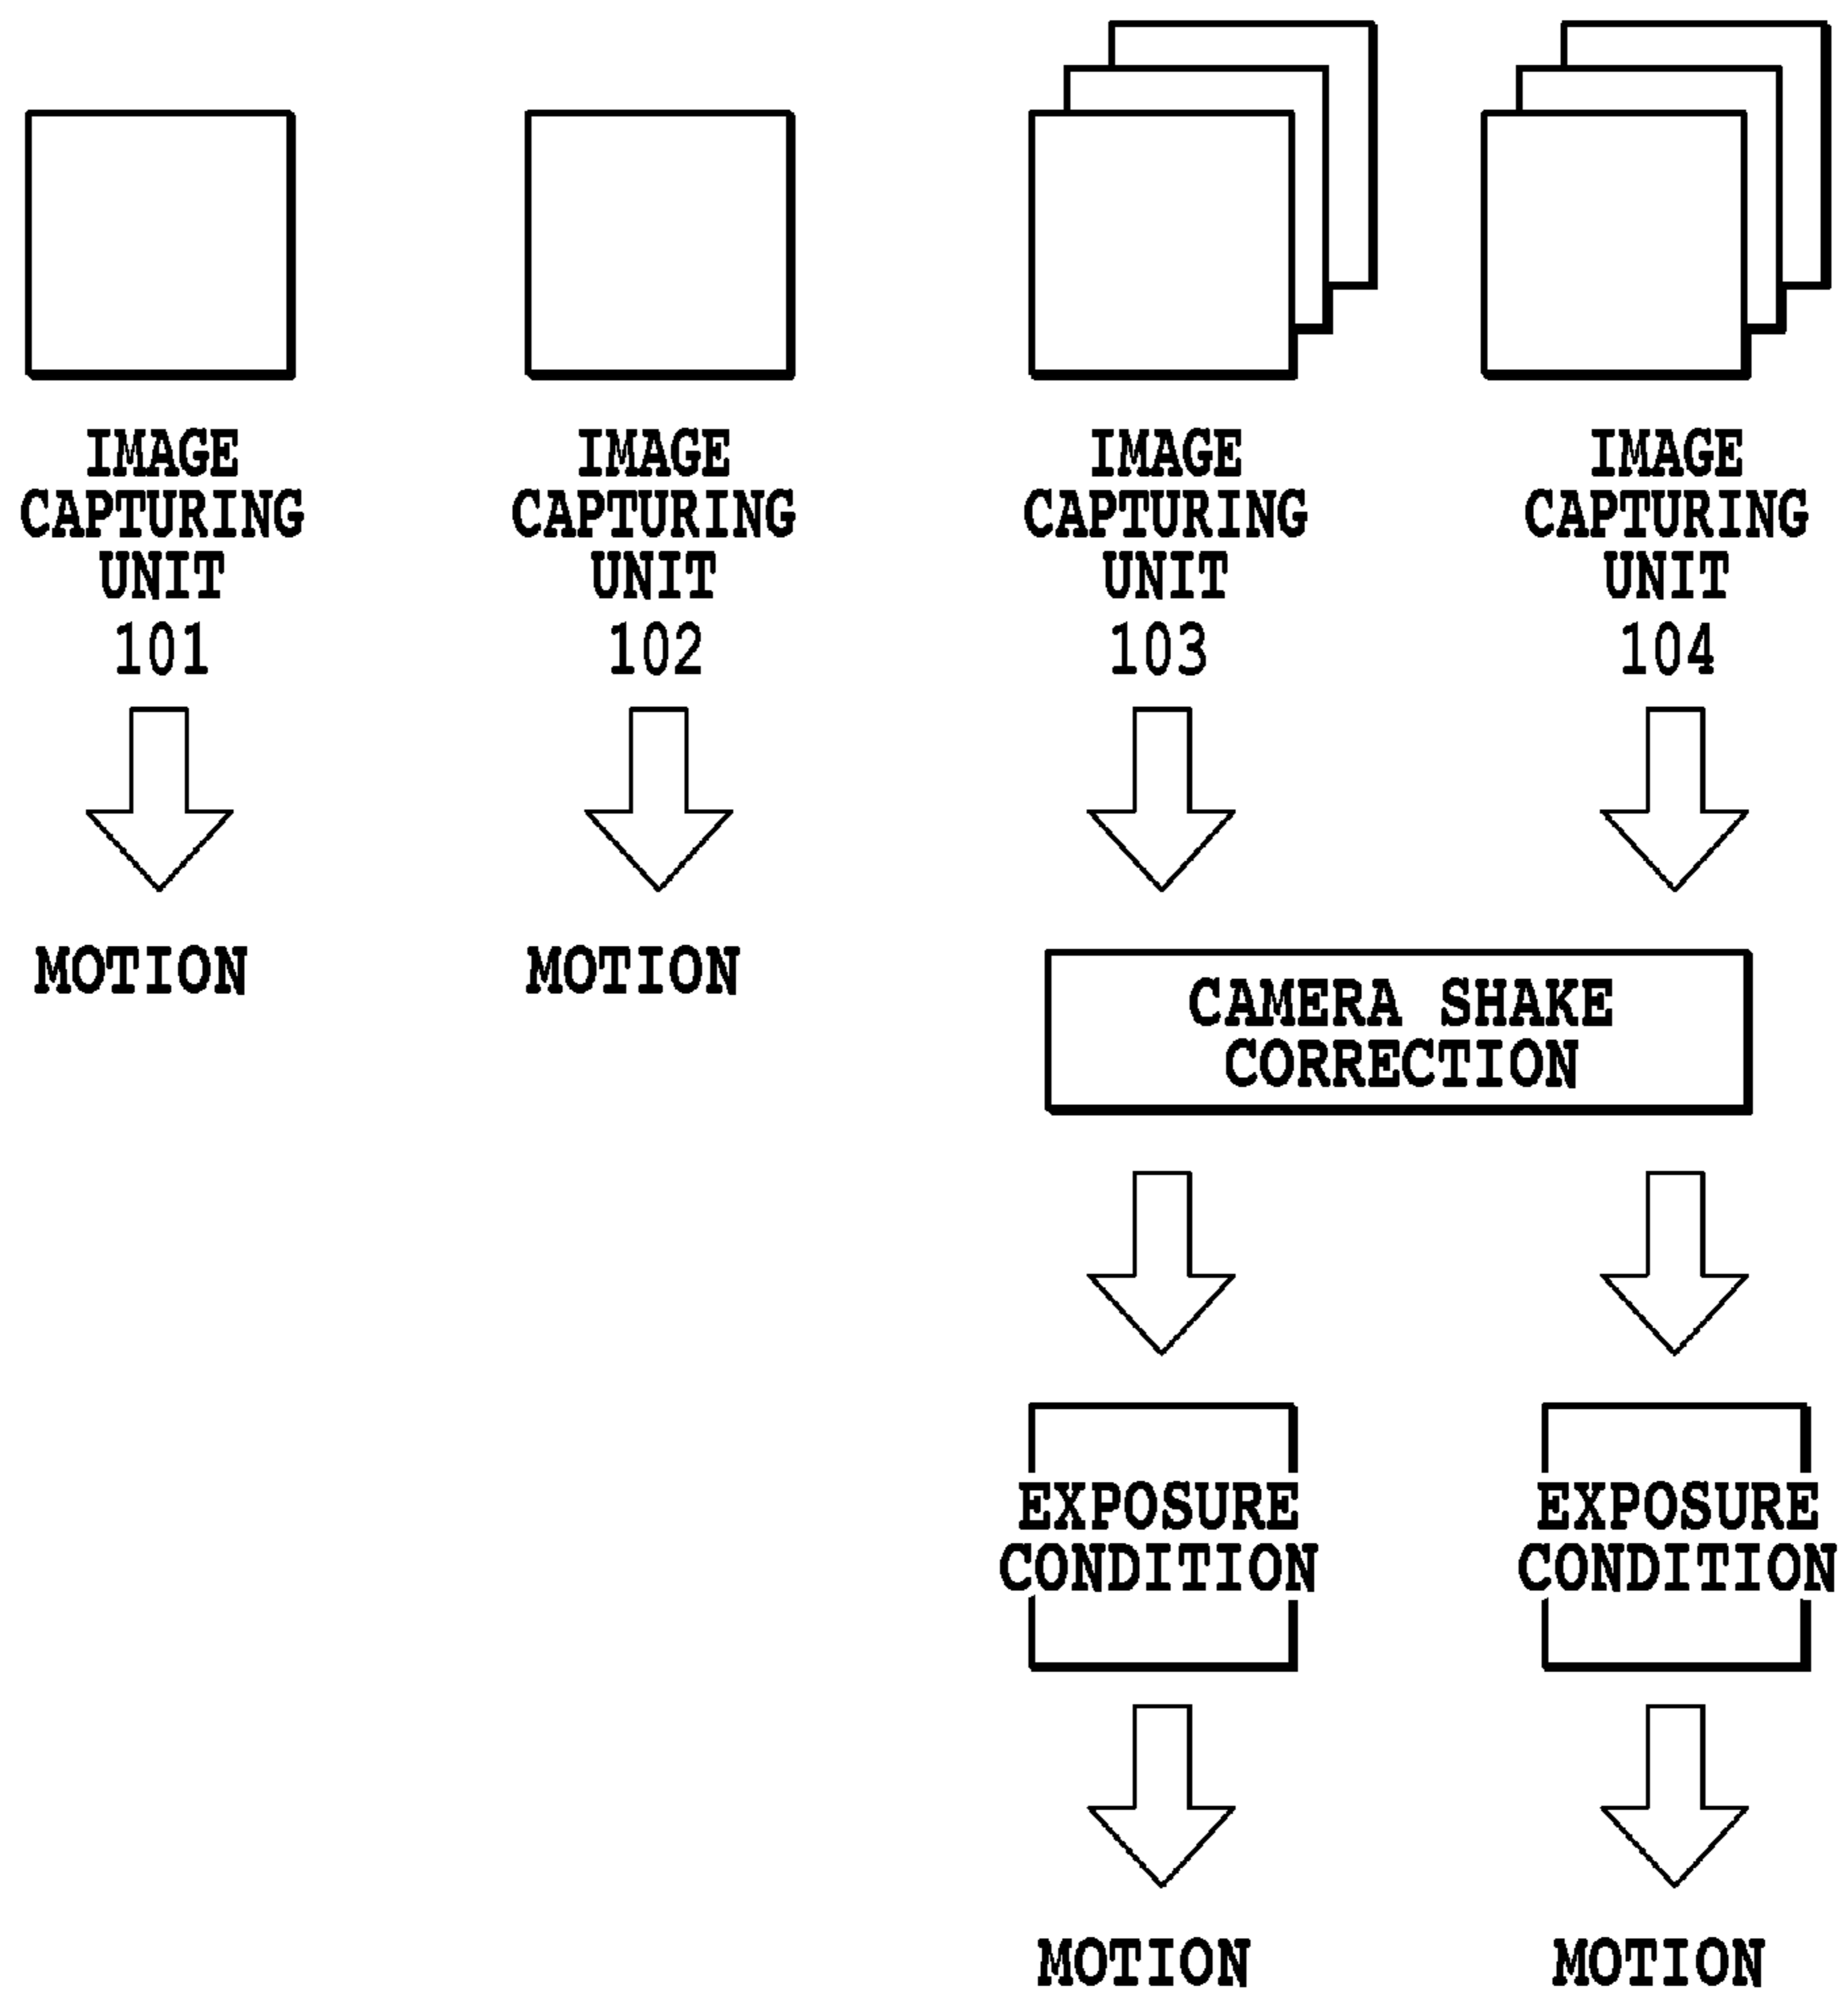 IMAGE
CAPTURING
UNIT
101
IMAGE
CAPTURING
UNIT
102
IMAGE
CAPTURING
UNIT
103
IMAGE
CAPTURING
UNIT
104
MOTION
MOTION
CAMERA SHAKE
CORRECTION
EXPOSURE
CONDITION
EXPOSURE
CONDITION
MOTION
MOTION